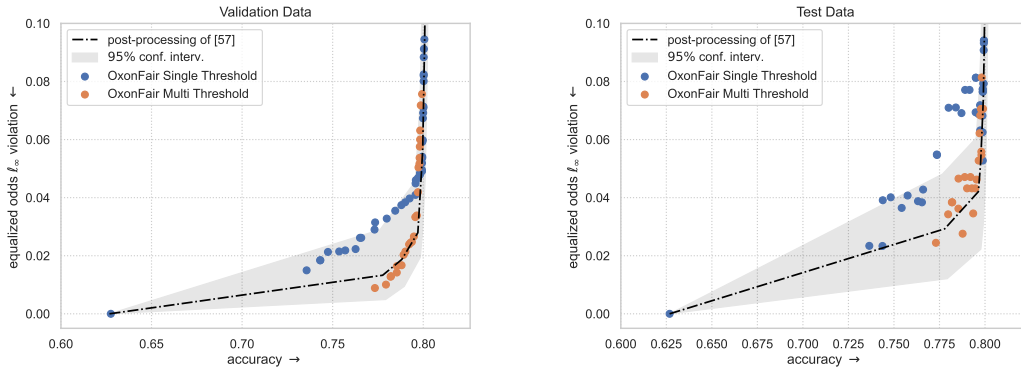 Validation Data
equalized odds ℓ∞ violation ←
0.10
0.08
0.06
0.04
0.02
0.00
post-processing of [57]
95% conf. interv.
OxonFair Single Threshold
OxonFair Multi Threshold
0.60 0.65 0.70 0.75 0.80
accuracy →
Test Data
equalized odds ℓ∞ violation ←
0.10
0.08
0.06
0.04
0.02
0.00
post-processing of [57]
95% conf. interv.
OxonFair Single Threshold
OxonFair Multi Threshold
0.600 0.625 0.650 0.675 0.700 0.725 0.750 0.775 0.800
accuracy →